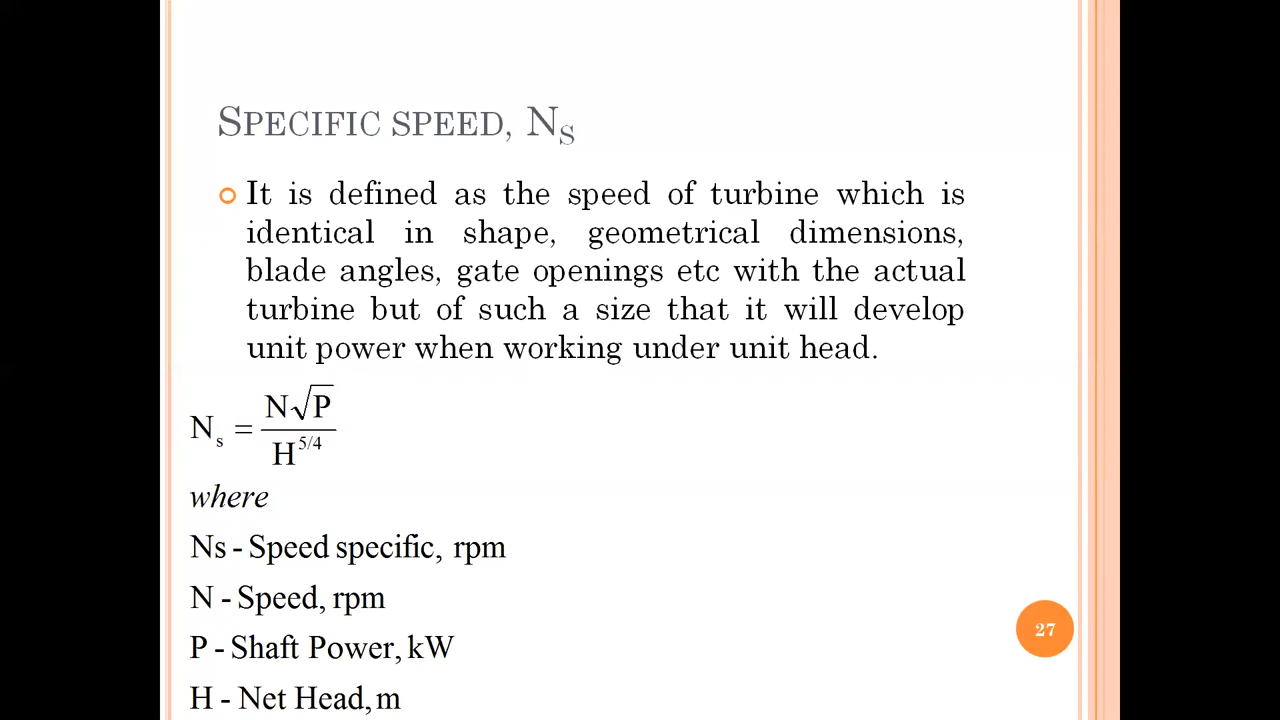 SPECIFIC SPEED, NS
It is defined as the speed of turbine which is
identical in shape, geometrical dimensions,
blade angles, gate openings etc with the actual
turbine but of such a size that it will develop
unit power when working under unit head.
Ns = N√P / H^5/4
where
Ns - Speed specific, rpm
N - Speed, rpm
P - Shaft Power, kW
H - Net Head, m
27